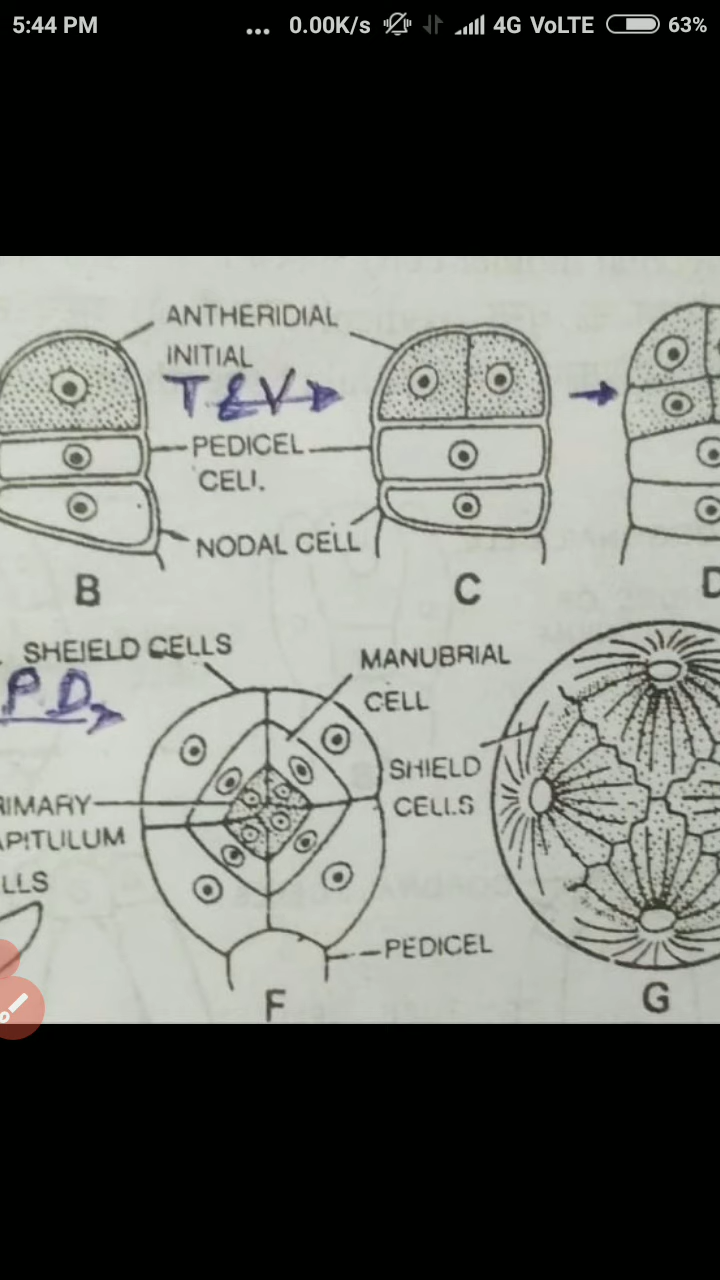 5:44 PM ... 0.00K/s 4G VoLTE 63%
ANTHERIDIAL
INITIAL
T & V
PEDICEL
CELL.
NODAL CELL
B
C
D
SHEIELD CELLS
P D
MANUBRIAL
CELL
SHIELD
CELLS
RIMARY
APITULUM
LLS
PEDICEL
F
G